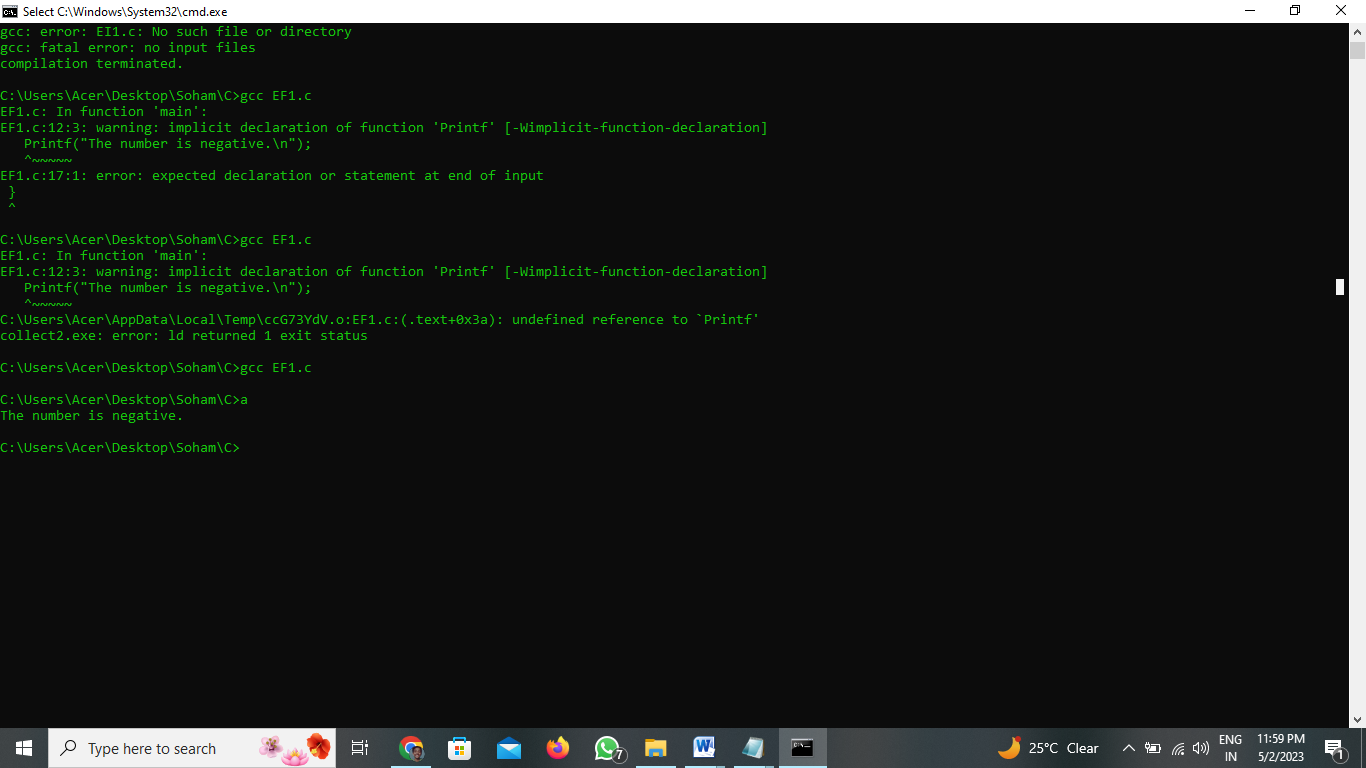 Select C:\Windows\System32\cmd.exe
gcc: error: EI1.c: No such file or directory
gcc: fatal error: no input files
compilation terminated.
C:\Users\Acer\Desktop\Soham\C>gcc EF1.c
EF1.c: In function 'main':
EF1.c:12:3: warning: implicit declaration of function 'Printf' [-Wimplicit-function-declaration]
Printf("The number is negative.\n");
^~~~~~
EF1.c:17:1: error: expected declaration or statement at end of input
}
^
C:\Users\Acer\Desktop\Soham\C>gcc EF1.c
EF1.c: In function 'main':
EF1.c:12:3: warning: implicit declaration of function 'Printf' [-Wimplicit-function-declaration]
Printf("The number is negative.\n");
^~~~~~
C:\Users\Acer\AppData\Local\Temp\ccG73YdV.o:EF1.c:(.text+0x3a): undefined reference to `Printf'
collect2.exe: error: ld returned 1 exit status
C:\Users\Acer\Desktop\Soham\C>gcc EF1.c
C:\Users\Acer\Desktop\Soham\C>a
The number is negative.
C:\Users\Acer\Desktop\Soham\C>
Type here to search
7
W
25°C Clear
ENG
IN
11:59 PM
5/2/2023
1